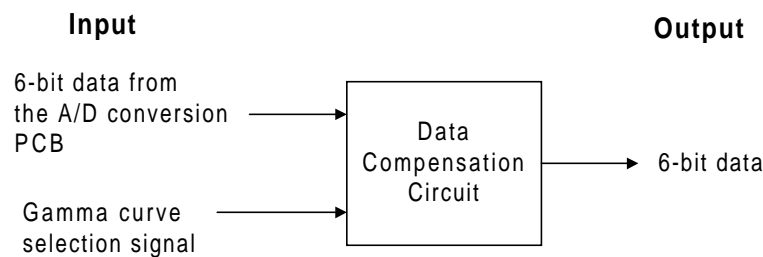 Input
Output
6-bit data from
the A/D conversion
PCB
Data
Compensation
Circuit
6-bit data
Gamma curve
selection signal